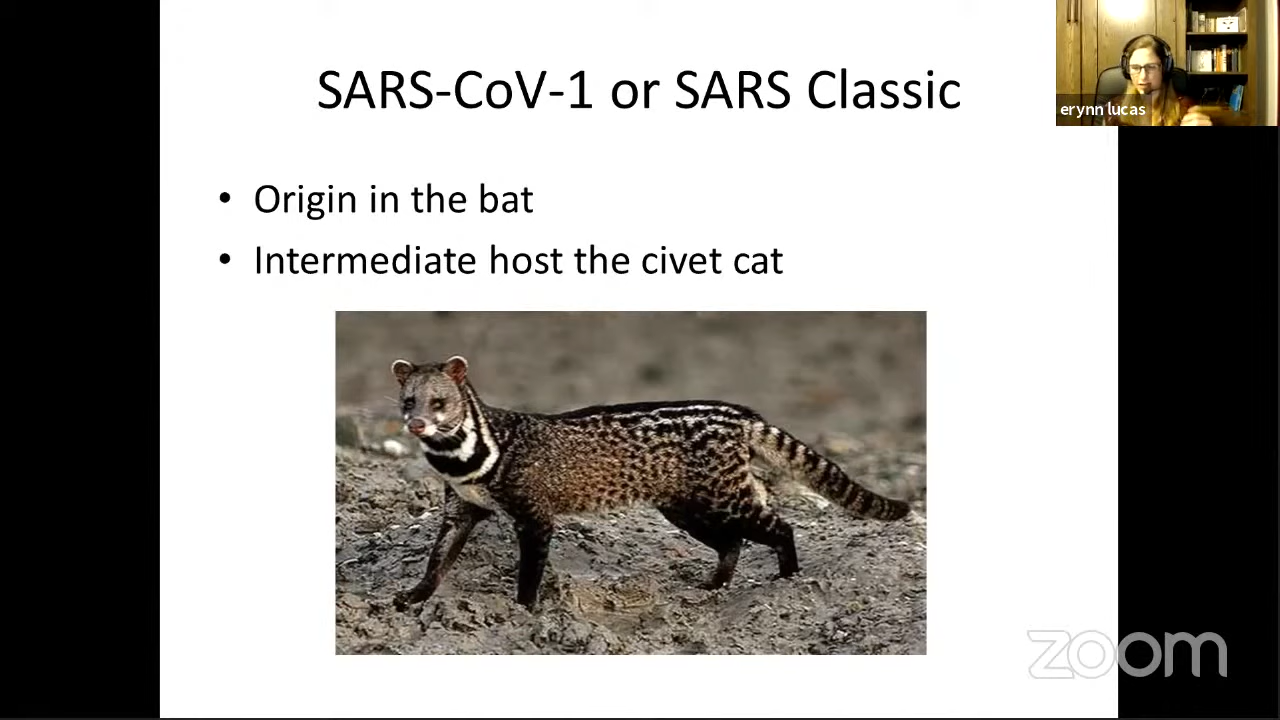 SARS-CoV-1 or SARS Classic
erynn lucas
• Origin in the bat
• Intermediate host the civet cat
zoom